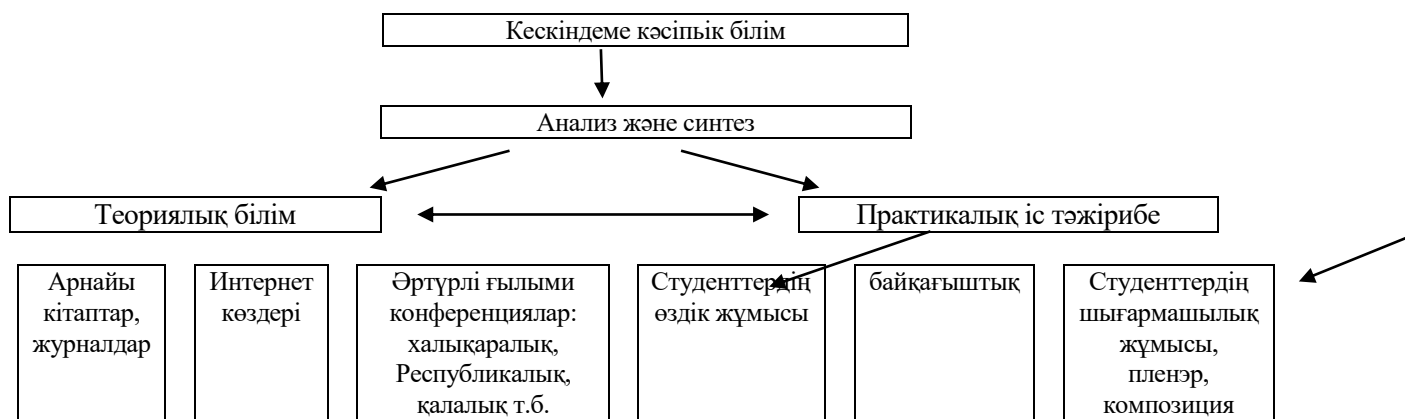 Кескіндеме кәсіпьік білім
Анализ және синтез
Теориялық білім
Практикалық іс тәжірибе
Арнайы
кітаптар,
журналдар
Интернет
көздері
Әртүрлі ғылыми
конференциялар:
халықаралық,
Республикалық,
қалалық т.б.
Студенттердің
өздік жұмысы
байқағыштық
Студенттердің
шығармашылық
жұмысы,
пленэр,
композиция